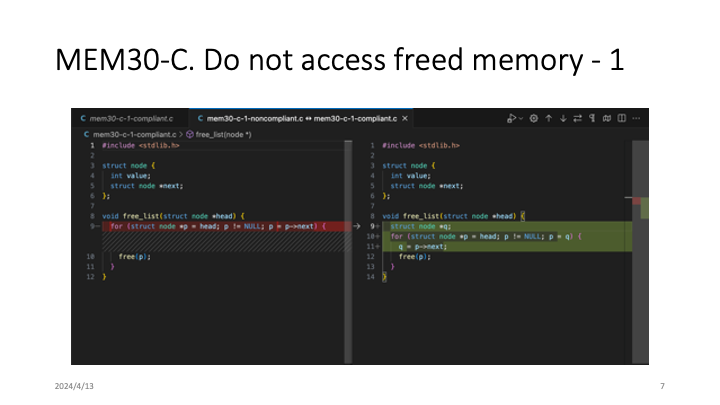 MEM30-C. Do not access freed memory - 1
mem30-c-1-compliant.c
mem30-c-1-noncompliant.c ↔ mem30-c-1-compliant.c ×
mem30-c-1-compliant.c > free_list(node *)
1 #include <stdlib.h>
2
3 struct node {
4 int value;
5 struct node *next;
6 };
7
8 void free_list(struct node *head) {
9− for (struct node *p = head; p != NULL; p = p->next) {
10 free(p);
11 }
12 }
1 #include <stdlib.h>
2
3 struct node {
4 int value;
5 struct node *next;
6 };
7
8 void free_list(struct node *head) {
9+ struct node *q;
10+ for (struct node *p = head; p != NULL; p = q) {
11+ q = p->next;
12 free(p);
13 }
14 }
2024/4/13
7